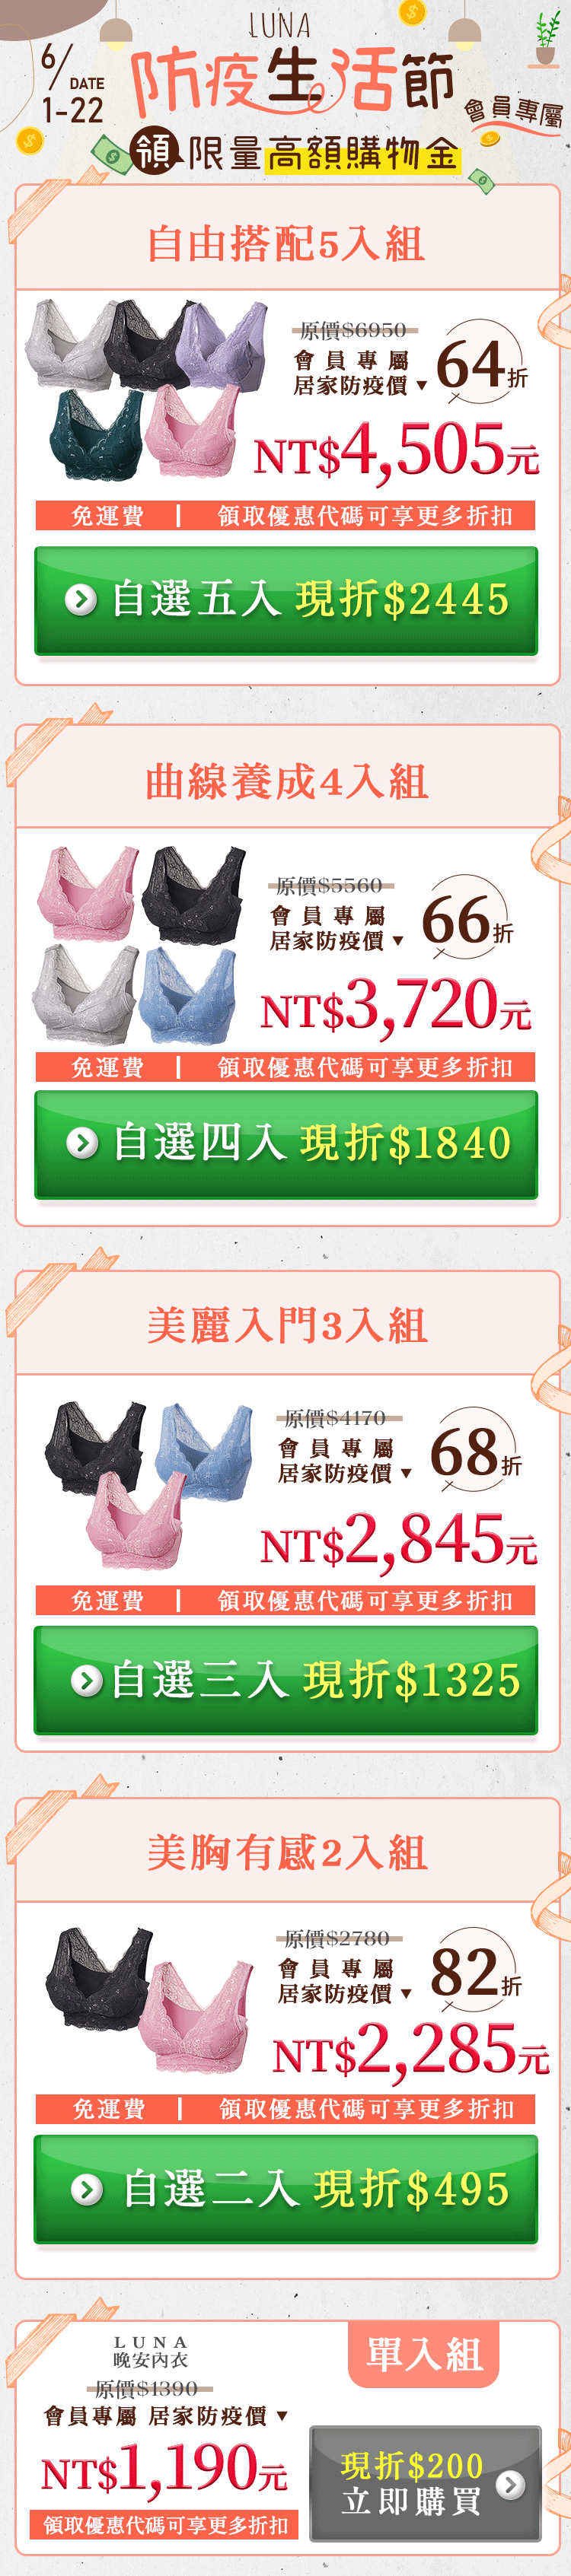 LUNA
6/
DATE
1-22
防疫生活節
會員專屬
領限量高額購物金
自由搭配5入組
原價$6950
會員專屬
居家防疫價▼
64折
NT$4,505元
免運費 | 領取優惠代碼可享更多折扣
自選五入 現折$2445
曲線養成4入組
原價$5560
會員專屬
居家防疫價▼
66折
NT$3,720元
免運費 | 領取優惠代碼可享更多折扣
自選四入 現折$1840
美麗入門3入組
原價$4170
會員專屬
居家防疫價▼
68折
NT$2,845元
免運費 | 領取優惠代碼可享更多折扣
自選三入 現折$1325
美胸有感2入組
原價$2780
會員專屬
居家防疫價▼
82折
NT$2,285元
免運費 | 領取優惠代碼可享更多折扣
自選二入 現折$495
LUNA
晚安內衣
單入組
原價$1390
會員專屬 居家防疫價▼
NT$1,190元
領取優惠代碼可享更多折扣
現折$200
立即購買